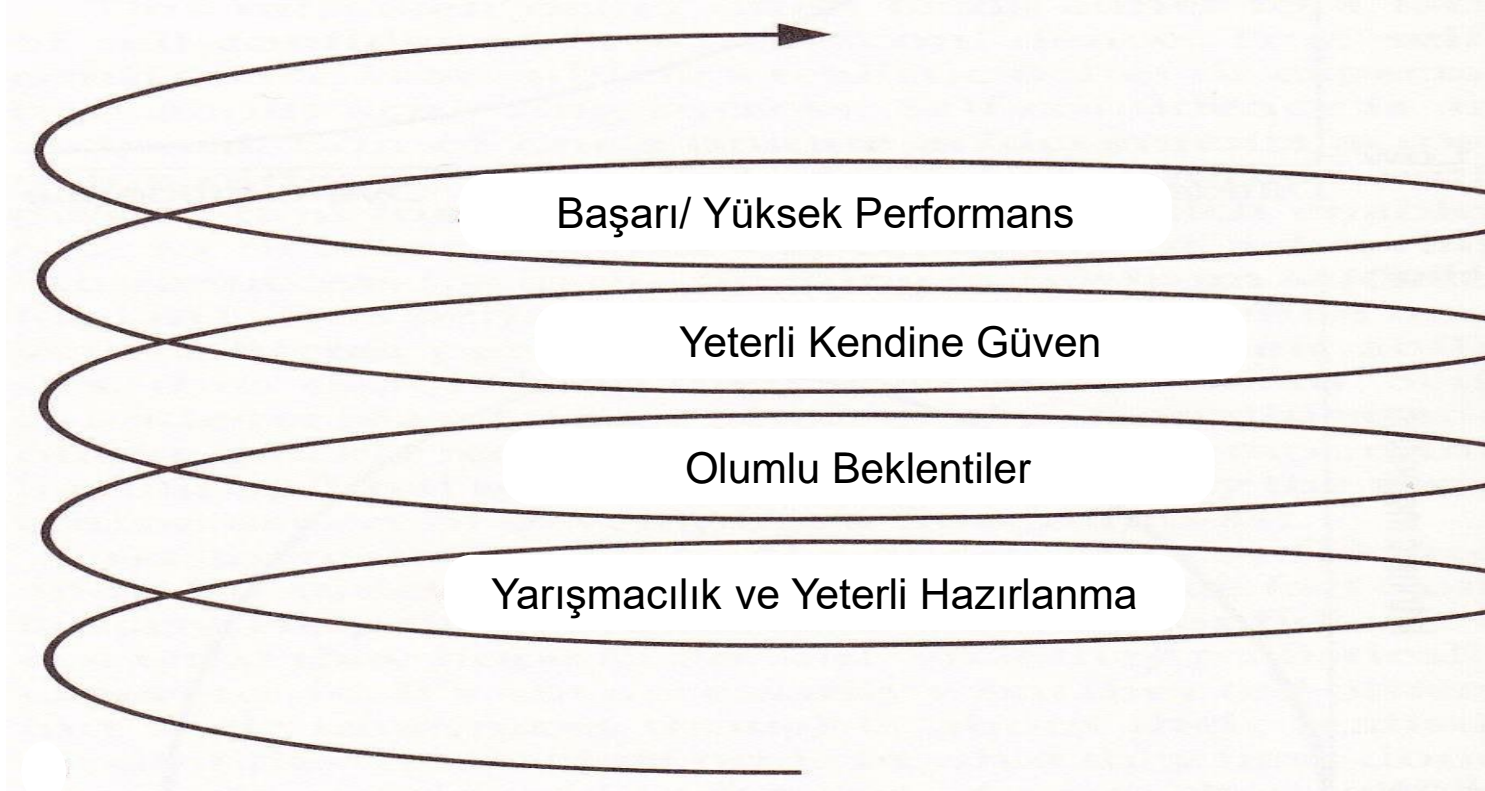 Başarı/ Yüksek Performans
Yeterli Kendine Güven
Olumlu Beklentiler
Yarışmacılık ve Yeterli Hazırlanma